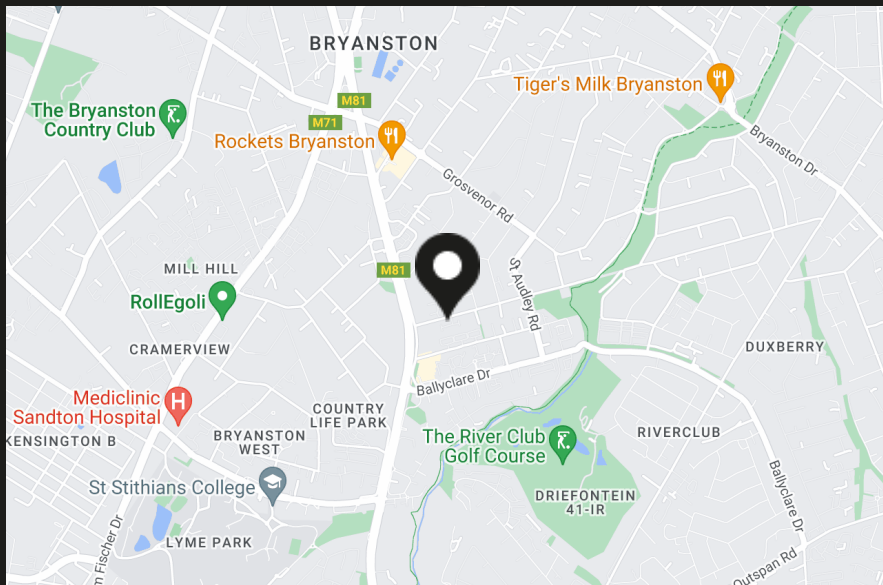 BRYANSTON
Tiger's Milk Bryanston
M81
The Bryanston
Country Club
M71
Rockets Bryanston
Bryanston Dr
Grosvenor Rd
MILL HILL
M81
St Audley Rd
RollEgoli
CRAMERVIEW
DUXBERRY
Ballyclare Dr
Mediclinic
Sandton Hospital
COUNTRY
LIFE PARK
KENSINGTON B
BRYANSTON
WEST
The River Club
Golf Course
RIVERCLUB
St Stithians College
DRIEFONTEIN
41-IR
Ballyclare Dr
LYME PARK
m Fischer Dr
Outspan Rd